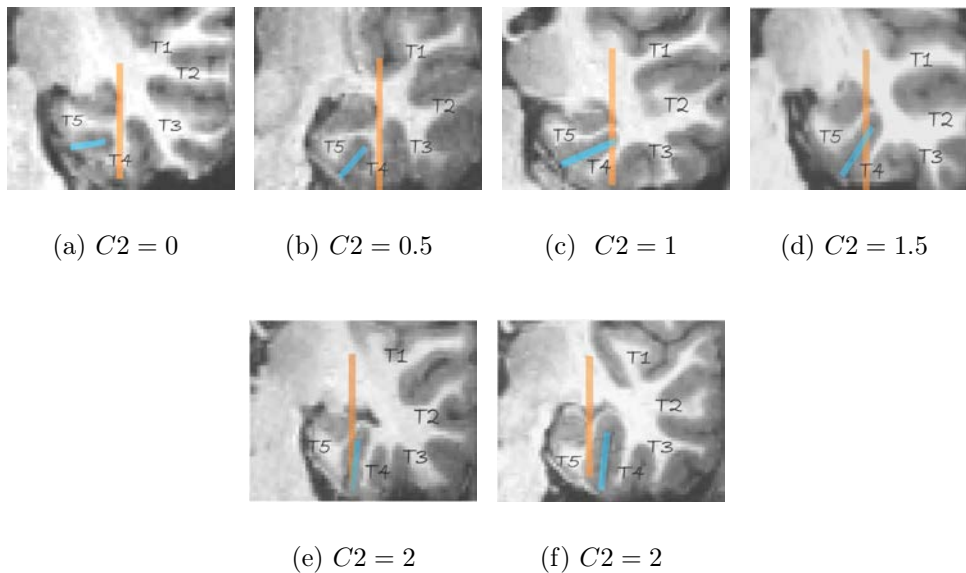 T1
T2
T3
T5
T4
T1
T2
T5
T3
T4
T1
T2
T5
T4
T3
T1
T2
T5
T4
T3
(a) C2 = 0
(b) C2 = 0.5
(c) C2 = 1
(d) C2 = 1.5
T1
T2
T5
T3
T4
T1
T2
T3
T5
T4
(e) C2 = 2
(f) C2 = 2